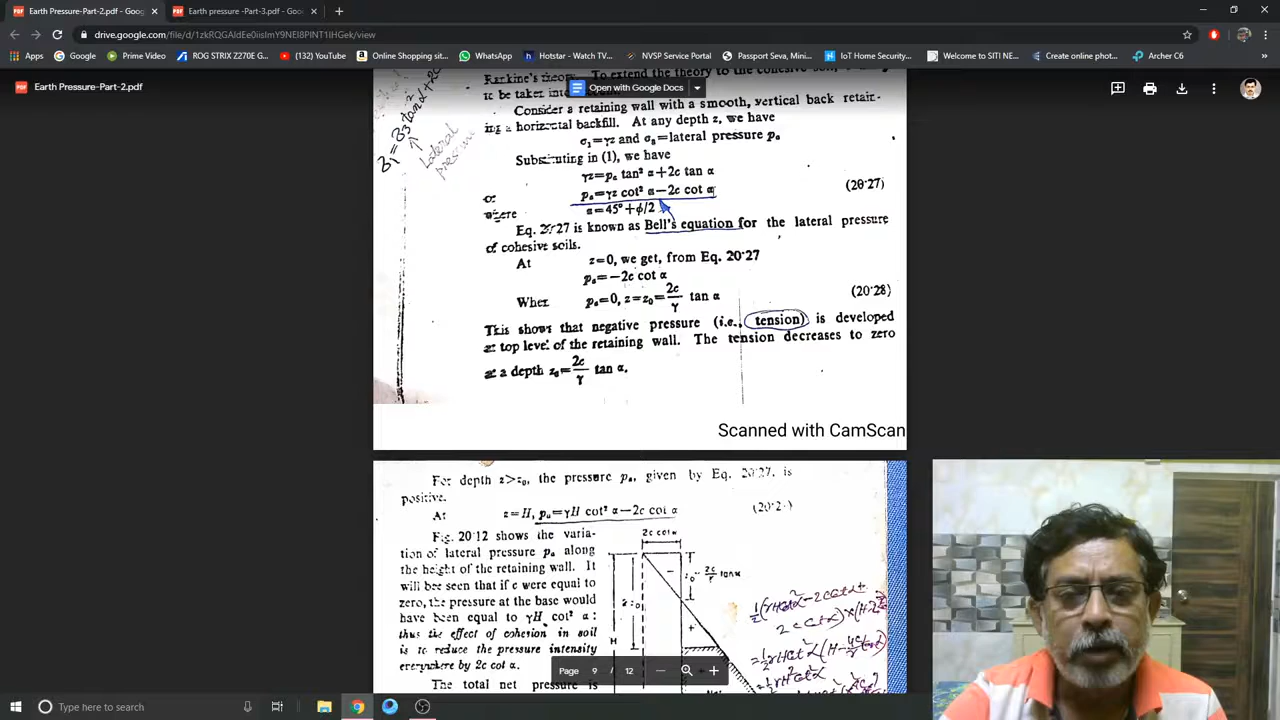 Earth Pressure-Part-2.pdf - Goog
Earth pressure -Part-3.pdf - Goo
drive.google.com/file/d/1zkRQGAIdEe0iislmY9NEl8PINT1IHGek/view
Apps
Google
Prime Video
ROG STRIX Z270E G...
(132) YouTube
Online Shopping sit...
WhatsApp
Hotstar - Watch TV...
NVSP Service Portal
Passport Seva, Mini...
IoT Home Security...
Welcome to SITI NE...
Create online posit...
Archer C6
Earth Pressure-Part-2.pdf
Open with Google Docs
Rankine's theory. To extend the theory to the cohesive
to be taken
Consider a retaining wall with a smooth, vertical back retain-
ing a horizontal backfill. At any depth z, we have
σ₁=γz and σ₃=lateral pressure pₐ
Lateral
Substituting in (1), we have
γz=pₐ tan² α+2c tan α
or pₐ=γz cot² α−2c cot α (20·27)
where α=45°+ϕ/2
Eq. 20·27 is known as Bell's equation for the lateral pressure
of cohesive soils.
At z=0, we get, from Eq. 20·27
pₐ=−2c cot α
When pₐ=0, z=z₀=2c/γ tan α (20·28)
This shows that negative pressure (i.e., tension) is developed
at top level of the retaining wall. The tension decreases to zero
at a depth z₀=2c/γ tan α.
Scanned with CamScan
For depth z>z₀, the pressure pₐ, given by Eq. 20·27, is
positive.
At z=H, pₐ=γH cot² α−2c cot α
Fig. 20·12 shows the varia-
tion of lateral pressure pₐ along
the height of the retaining wall. It
will be seen that if c were equal to
zero, the pressure at the base would
have been equal to γH cot² α:
thus the effect of cohesion in soil
is to reduce the pressure intensity
everywhere by 2c cot α.
The total net pressure is
2c cot α
−
+
H
Page 9 / 12
Type here to search